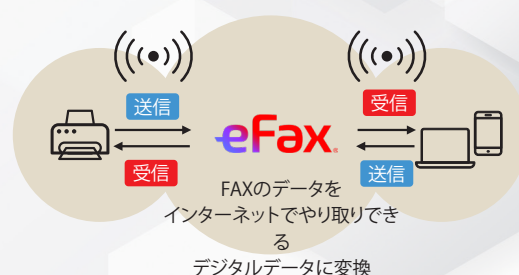 送信
受信
eFax
受信
送信
FAXのデータを
インターネットでやり取りでき
る
デジタルデータに変換